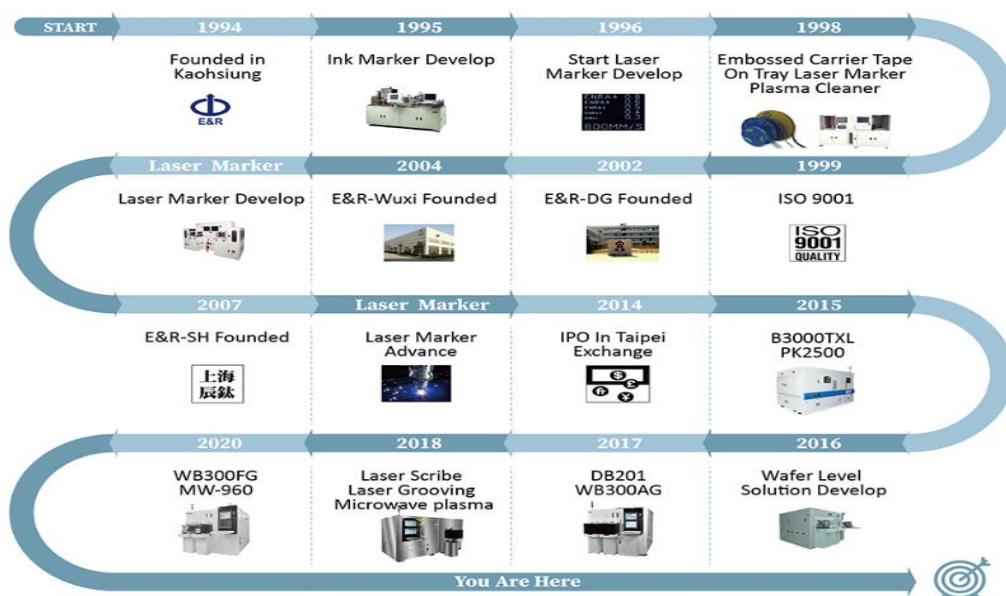 START
1994
1995
1996
1998
Founded in
Kaohsiung
E&R
Ink Marker Develop
Start Laser
Marker Develop
800MM/S
Embossed Carrier Tape
On Tray Laser Marker
Plasma Cleaner
Laser Marker
2004
2002
1999
Laser Marker Develop
E&R-Wuxi Founded
E&R-DG Founded
ISO 9001
ISO
9001
QUALITY
2007
Laser Marker
2014
2015
E&R-SH Founded
上海
辰鈦
Laser Marker
Advance
IPO In Taipei
Exchange
B3000TXL
PK2500
2020
2018
2017
2016
WB300FG
MW-960
Laser Scribe
Laser Grooving
Microwave plasma
DB201
WB300AG
Wafer Level
Solution Develop
You Are Here